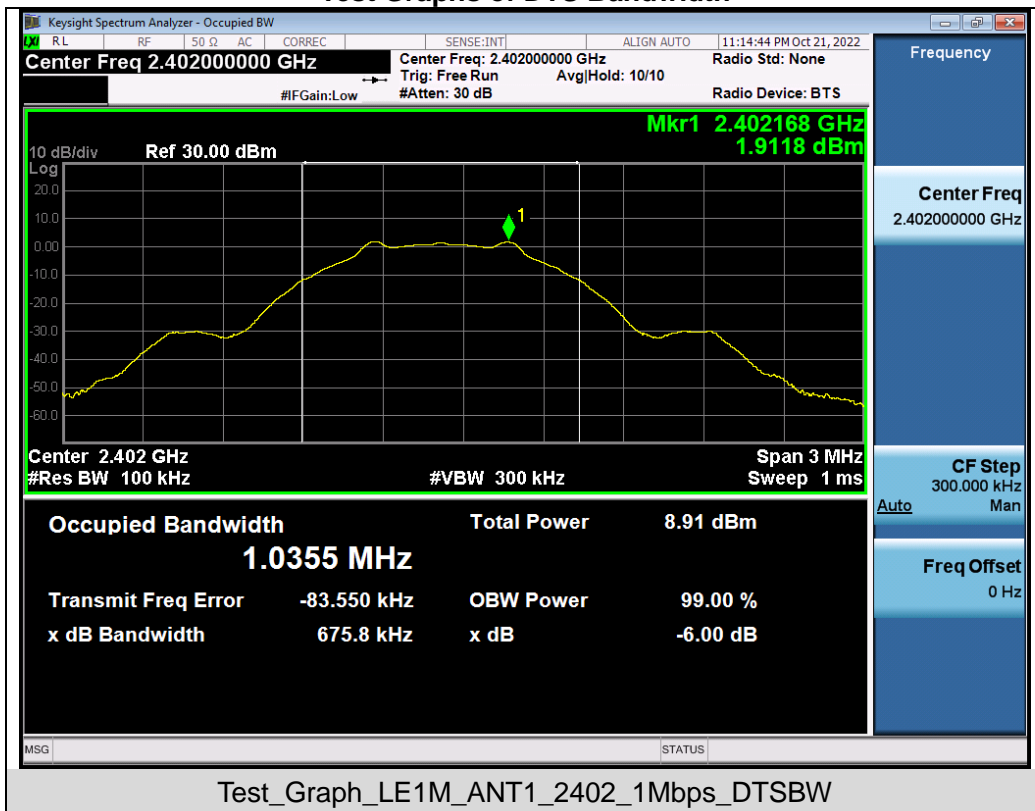 Test Graphs of DTS Bandwidth
Keysight Spectrum Analyzer - Occupied BW
LXI RL RF 50 Ω AC CORREC SENSE:INT ALIGN AUTO 11:14:44 PM Oct 21, 2022
Center Freq 2.402000000 GHz
Center Freq: 2.402000000 GHz
Radio Std: None
Trig: Free Run Avg|Hold: 10/10
#IFGain:Low
#Atten: 30 dB
Radio Device: BTS
Frequency
Mkr1 2.402168 GHz
1.9118 dBm
10 dB/div Ref 30.00 dBm
Log
20.0
10.0
0.00
-10.0
-20.0
-30.0
-40.0
-50.0
-60.0
1
Center 2.402 GHz Span 3 MHz
#Res BW 100 kHz #VBW 300 kHz Sweep 1 ms
Center Freq
2.402000000 GHz
CF Step
300.000 kHz
Auto Man
Freq Offset
0 Hz
Occupied Bandwidth Total Power 8.91 dBm
1.0355 MHz
Transmit Freq Error -83.550 kHz OBW Power 99.00 %
x dB Bandwidth 675.8 kHz x dB -6.00 dB
MSG STATUS
Test_Graph_LE1M_ANT1_2402_1Mbps_DTSBW